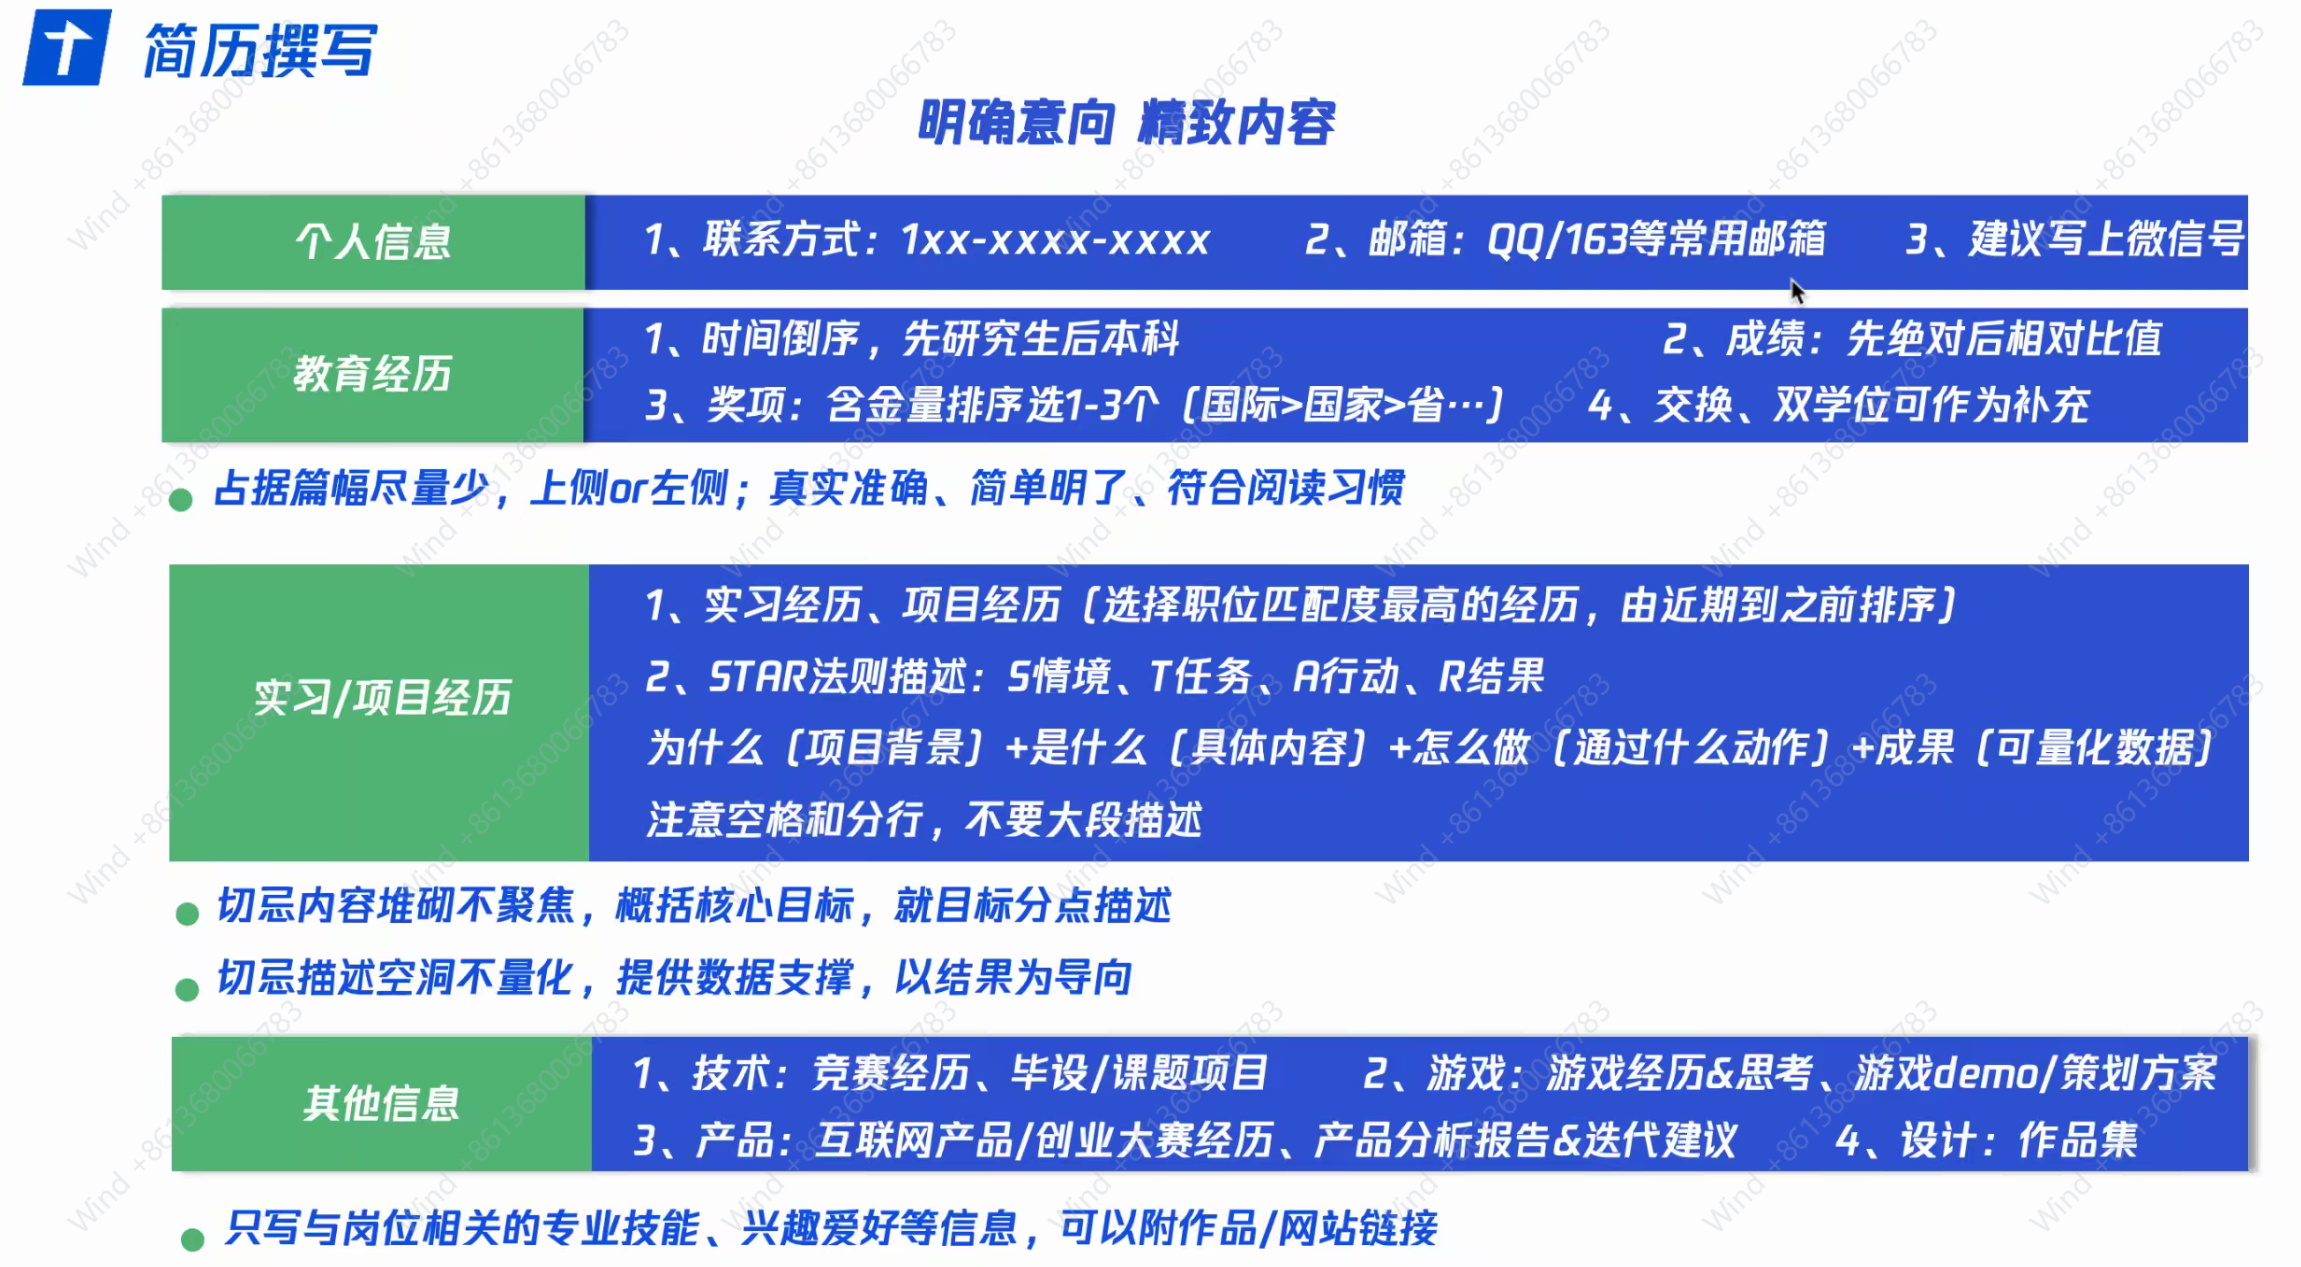 简历撰写
明确意向 精致内容
个人信息
1、联系方式：1xx-xxxx-xxxx 2、邮箱：QQ/163等常用邮箱 3、建议写上微信号
教育经历
1、时间倒序，先研究生后本科 2、成绩：先绝对后相对比值
3、奖项：含金量排序选1-3个（国际>国家>省…） 4、交换、双学位可作为补充
占据篇幅尽量少，上侧or左侧；真实准确、简单明了、符合阅读习惯
实习/项目经历
1、实习经历、项目经历（选择职位匹配度最高的经历，由近期到之前排序）
2、STAR法则描述：S情境、T任务、A行动、R结果
为什么（项目背景）+是什么（具体内容）+怎么做（通过什么动作）+成果（可量化数据）
注意空格和分行，不要大段描述
切忌内容堆砌不聚焦，概括核心目标，就目标分点描述
切忌描述空洞不量化，提供数据支撑，以结果为导向
其他信息
1、技术：竞赛经历、毕设/课题项目 2、游戏：游戏经历&思考、游戏demo/策划方案
3、产品：互联网产品/创业大赛经历、产品分析报告&迭代建议 4、设计：作品集
只写与岗位相关的专业技能、兴趣爱好等信息，可以附作品/网站链接
Wind +8613680066783